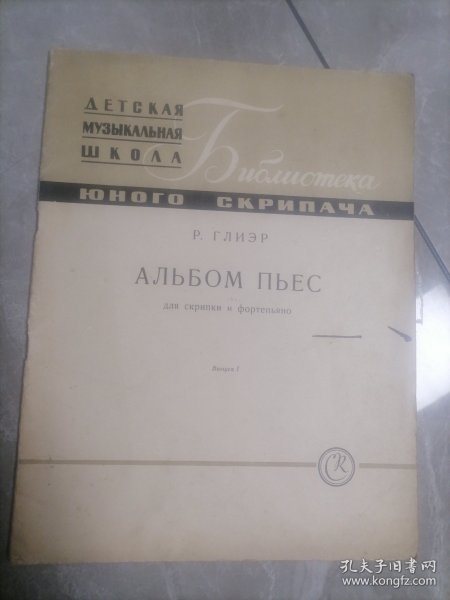 ДЕТСКАЯ
МУЗЫКАЛЬНАЯ
ШКОЛА
Библиотека
ЮНОГО СКРИПАЧА
Р. ГЛИЭР
АЛЬБОМ ПЬЕС
для скрипки и фортепьяно
Выпуск I
СК
孔夫子旧书网
www.kongfz.com